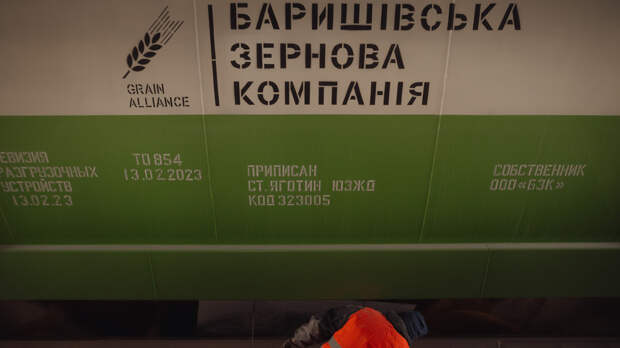 БАРИШІВСЬКА
ЗЕРНОВА
КОМПАНІЯ
GRAIN
ALLIANCE
ЕВИЗИЯ
РАЗГРУЗОЧНЫХ
УСТРОЙСТВ
13.02.23
ТО 854
13.02.2023
ПРИПИСАН
СТ. ЯГОТИН ЮЗЖД
КОД 323005
СОБСТВЕННИК
ООО «БЗК»